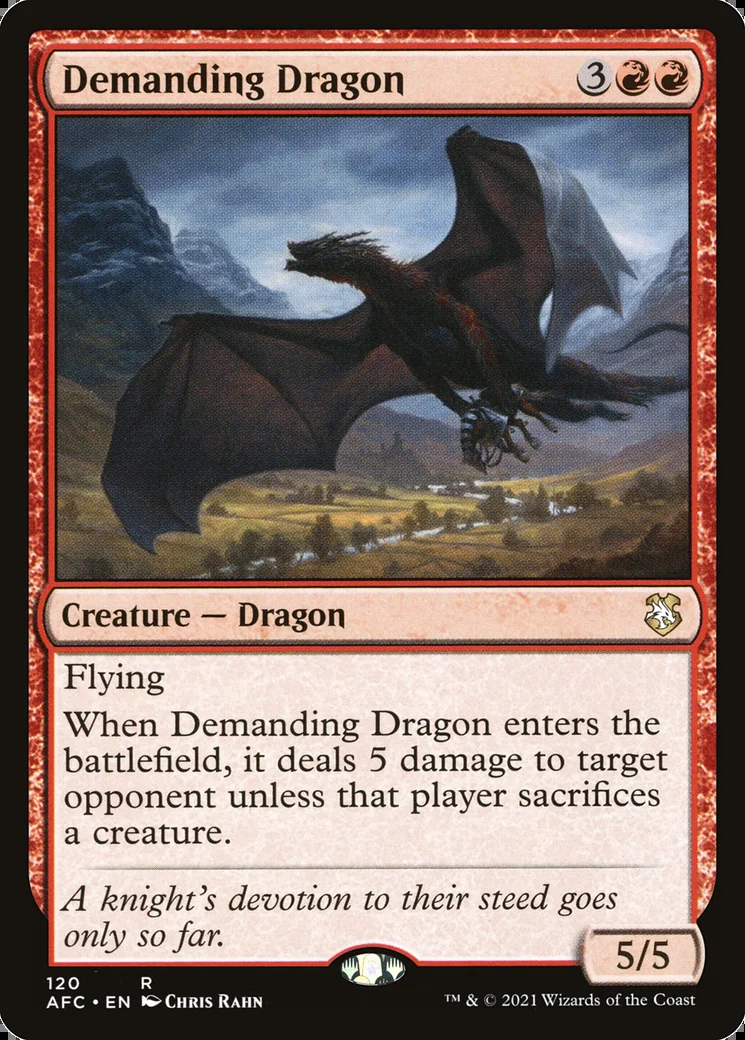 Demanding Dragon 3
Creature — Dragon
Flying
When Demanding Dragon enters the
battlefield, it deals 5 damage to target
opponent unless that player sacrifices
a creature.
A knight's devotion to their steed goes
only so far.
5/5
120 R
AFC • EN Chris Rahn
™ & © 2021 Wizards of the Coast